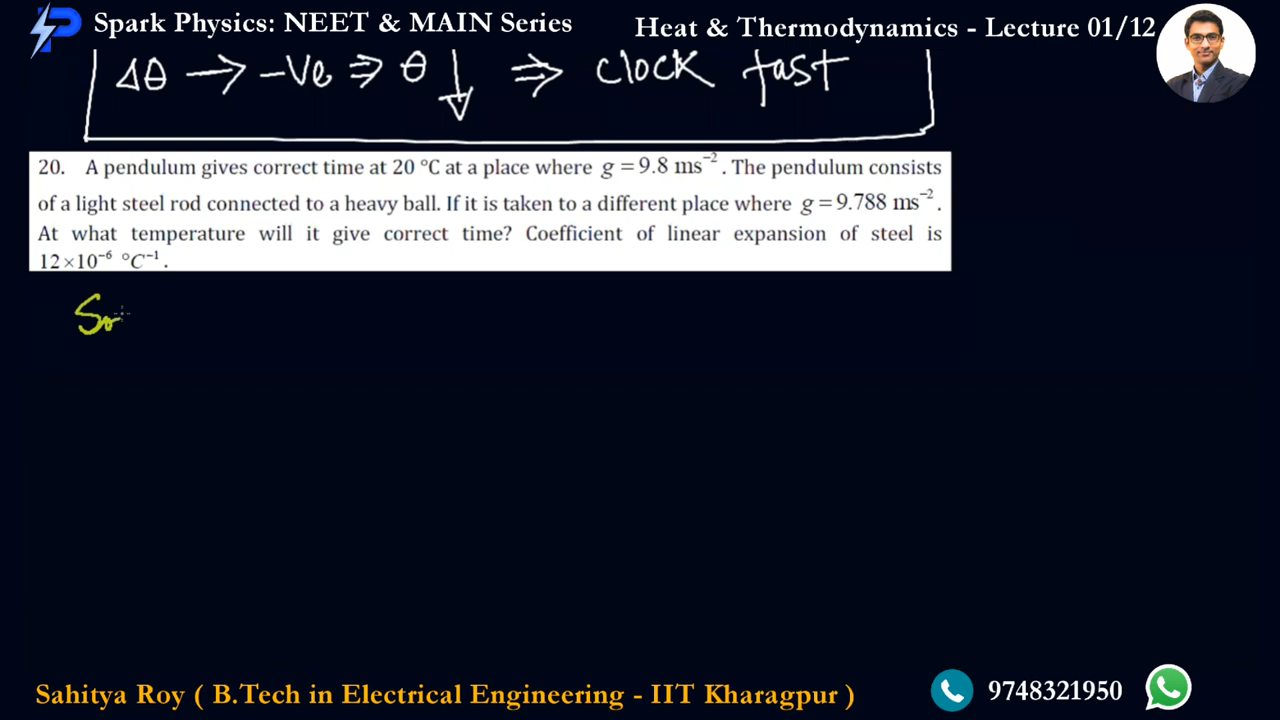 Spark Physics: NEET & MAIN Series
Heat & Thermodynamics - Lecture 01/12
Δθ → -Ve ⇒ θ ↓ ⇒ clock fast
20. A pendulum gives correct time at 20 °C at a place where g = 9.8 ms⁻². The pendulum consists
of a light steel rod connected to a heavy ball. If it is taken to a different place where g = 9.788 ms⁻².
At what temperature will it give correct time? Coefficient of linear expansion of steel is
12×10⁻⁶ °C⁻¹.
So
Sahitya Roy ( B.Tech in Electrical Engineering - IIT Kharagpur )
9748321950